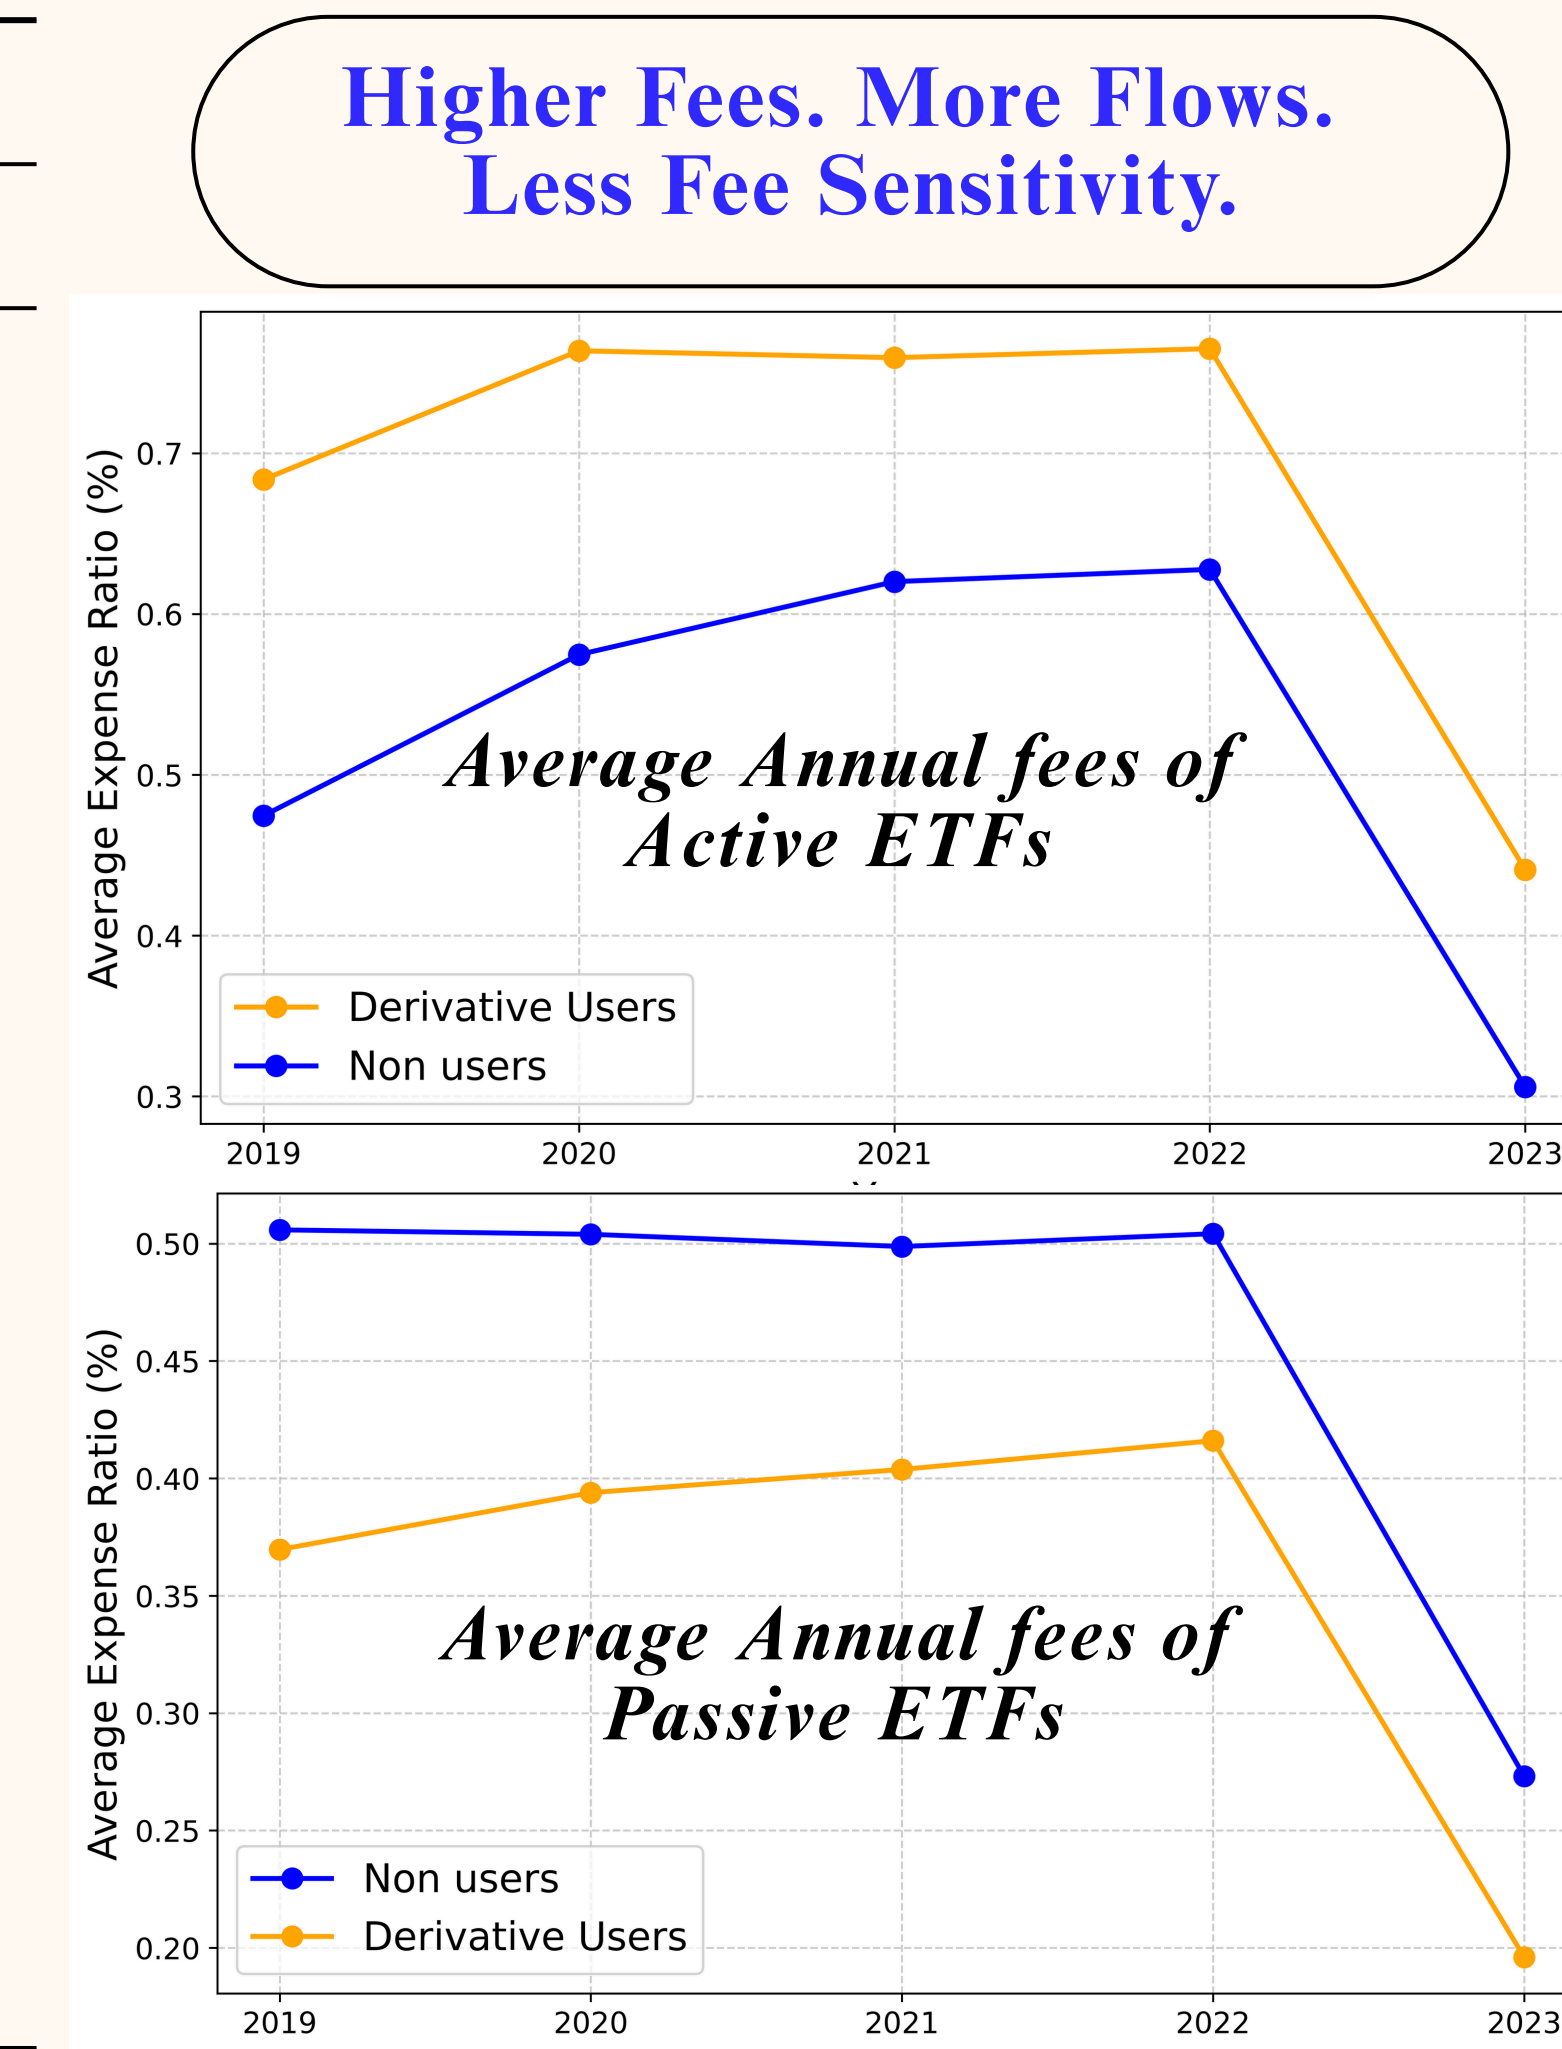 Higher Fees. More Flows.
Less Fee Sensitivity.
Average Expense Ratio (%)
0.7
0.6
0.5
0.4
0.3
Average Annual fees of
Active ETFs
Derivative Users
Non users
2019 2020 2021 2022 2023
Average Expense Ratio (%)
0.50
0.45
0.40
0.35
0.30
0.25
0.20
Average Annual fees of
Passive ETFs
Non users
Derivative Users
2019 2020 2021 2022 2023